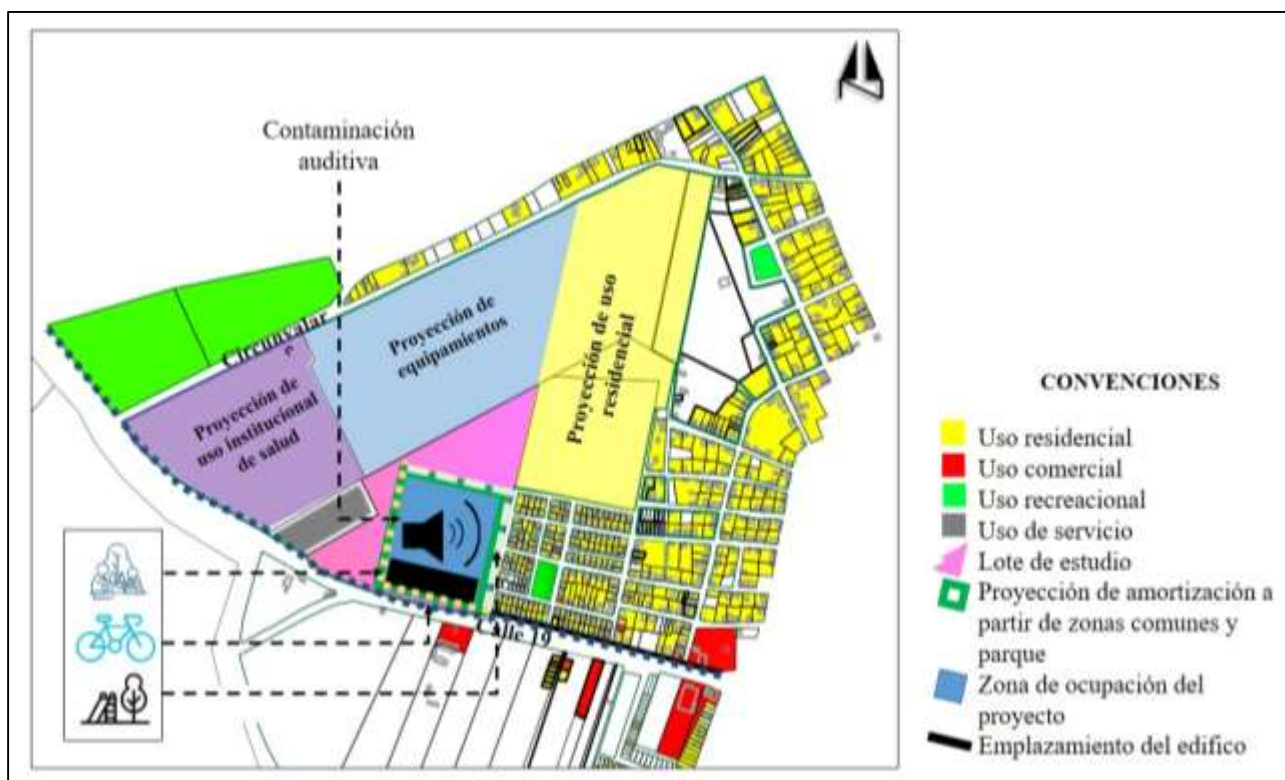 Contaminación
auditiva
Circunvalar
Proyección de
equipamientos
Proyección de uso
residencial
Proyección de
uso institucional
de salud
Calle 19
CONVENCIONES
Uso residencial
Uso comercial
Uso recreacional
Uso de servicio
Lote de estudio
Proyección de amortización a
partir de zonas comunes y
parque
Zona de ocupación del
proyecto
Emplazamiento del edifico